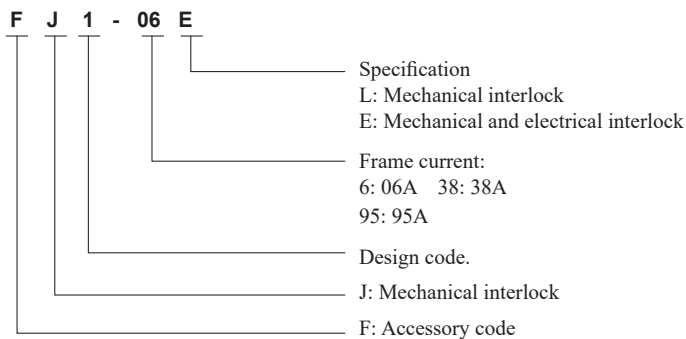 F J 1 - 06 E
Specification
L: Mechanical interlock
E: Mechanical and electrical interlock
Frame current:
6: 06A 38: 38A
95: 95A
Design code.
J: Mechanical interlock
F: Accessory code